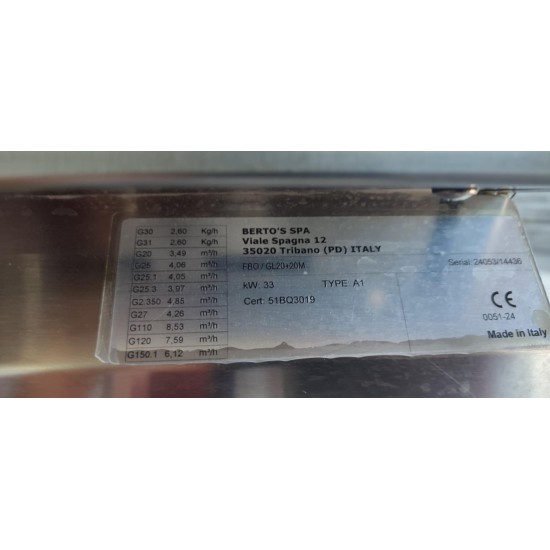 G30 2,60 Kg/h
G31 2,60 Kg/h
G20 3,49 m³/h
G25 4,06 m³/h
G25.1 4,05 m³/h
G25.3 3,97 m³/h
G2.350 4,85 m³/h
G27 4,26 m³/h
G110 8,53 m³/h
G120 7,59 m³/h
G150.1 6,12 m³/h
BERTO'S SPA
Viale Spagna 12
35020 Tribano (PD) ITALY
FBD / GL20+20M
kW: 33 TYPE A1
Cert: 51BQ3019
Serial: 24053/14436
CE
0051-24
Made in Italy